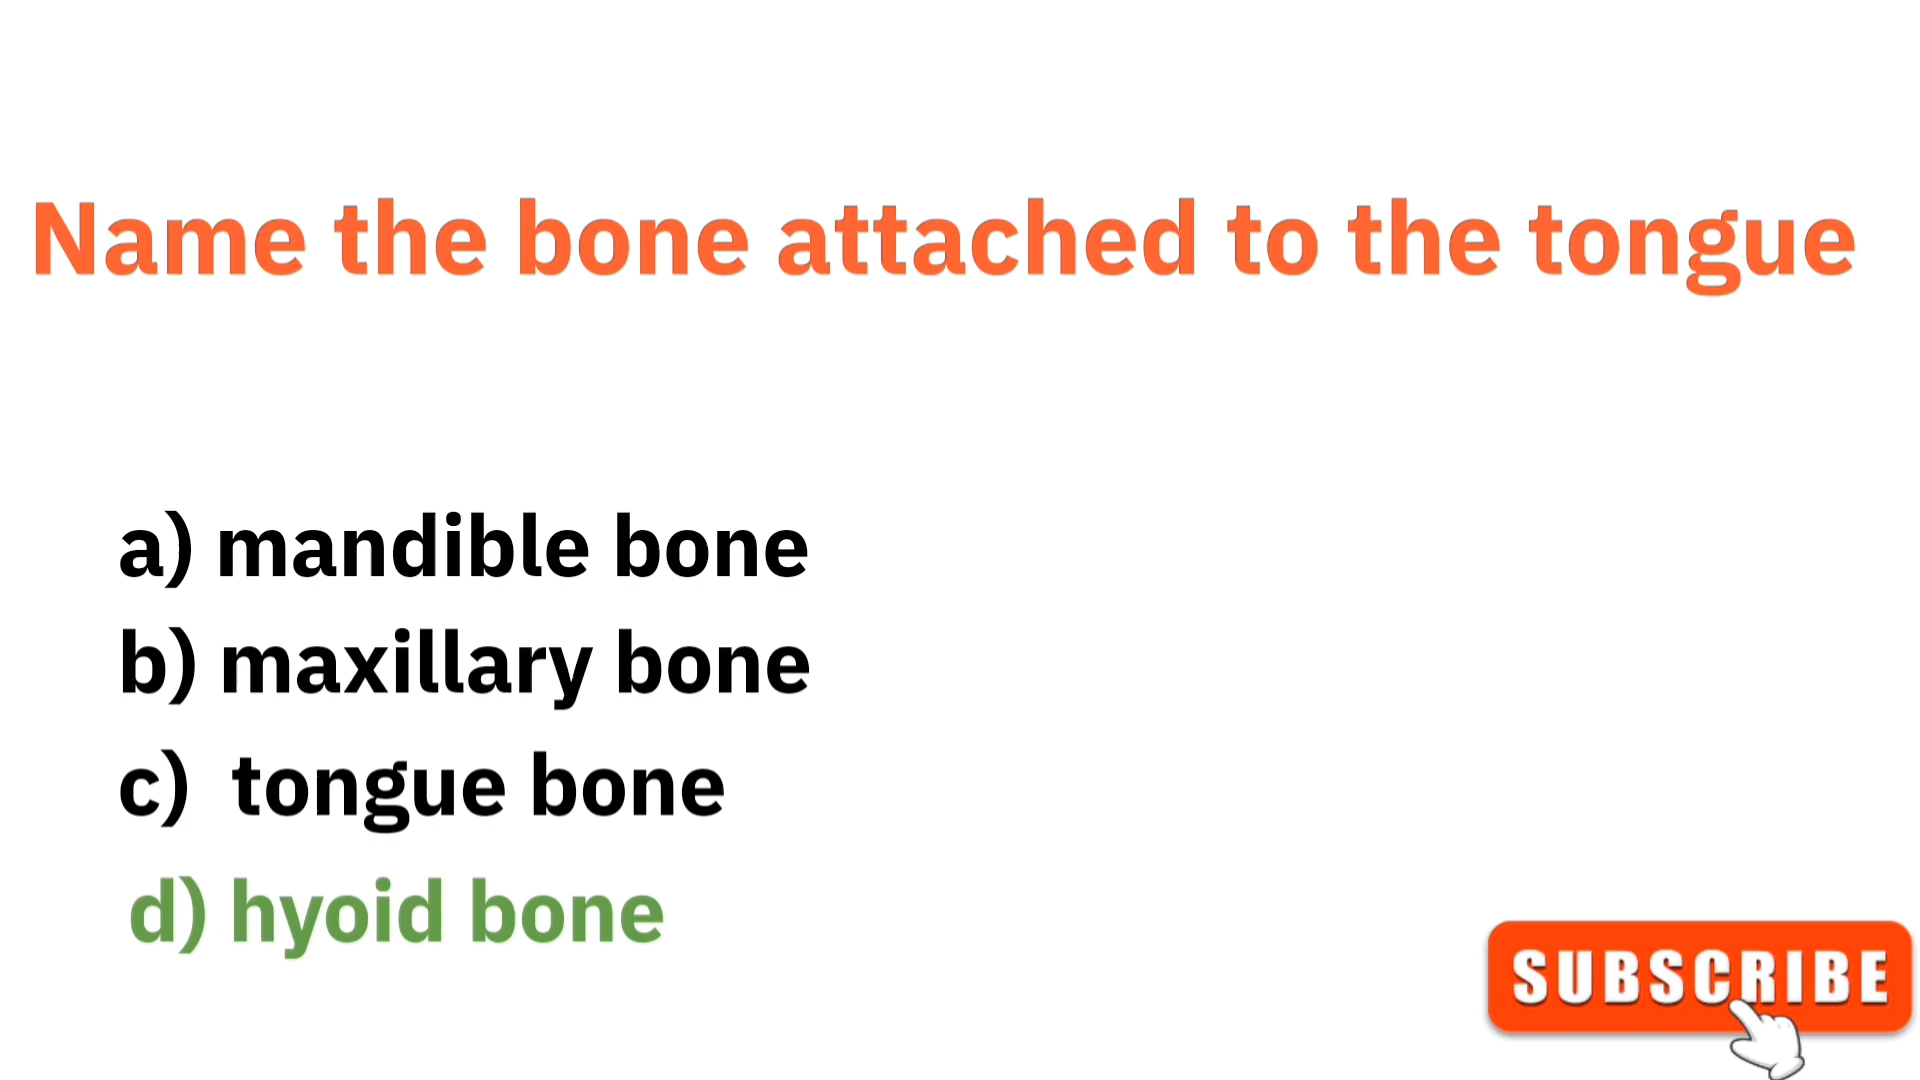 Name the bone attached to the tongue
a) mandible bone
b) maxillary bone
c) tongue bone
d) hyoid bone
SUBSCRIBE